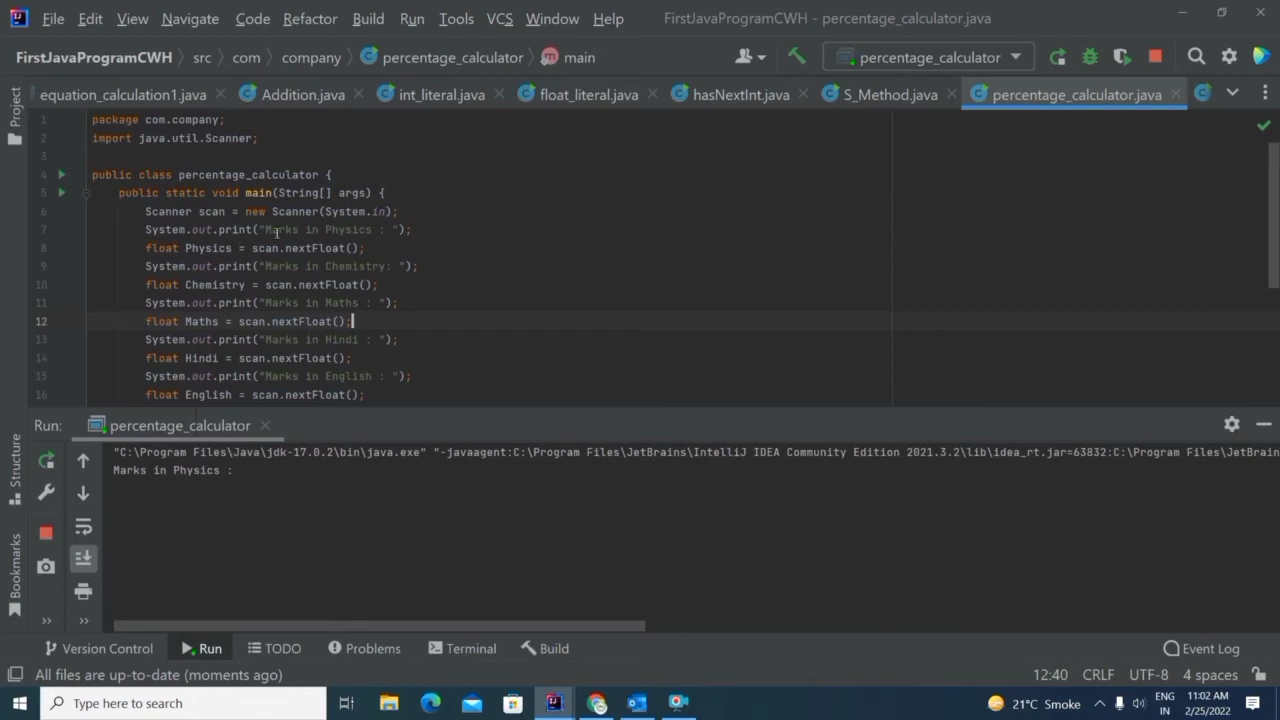 File Edit View Navigate Code Refactor Build Run Tools VCS Window Help FirstJavaProgramCWH - percentage_calculator.java
FirstJavaProgramCWH src com company percentage_calculator main percentage_calculator
equation_calculation1.java Addition.java int_literal.java float_literal.java hasNextInt.java S_Method.java percentage_calculator.java
Project
1 package com.company;
2 import java.util.Scanner;
3
4 public class percentage_calculator {
5 public static void main(String[] args) {
6 Scanner scan = new Scanner(System.in);
7 System.out.print("Marks in Physics : ");
8 float Physics = scan.nextFloat();
9 System.out.print("Marks in Chemistry: ");
10 float Chemistry = scan.nextFloat();
11 System.out.print("Marks in Maths : ");
12 float Maths = scan.nextFloat();
13 System.out.print("Marks in Hindi : ");
14 float Hindi = scan.nextFloat();
15 System.out.print("Marks in English : ");
16 float English = scan.nextFloat();
Run: percentage_calculator
"C:\Program Files\Java\jdk-17.0.2\bin\java.exe" "-javaagent:C:\Program Files\JetBrains\IntelliJ IDEA Community Edition 2021.3.2\lib\idea_rt.jar=63832:C:\Program Files\JetBrains
Marks in Physics :
Structure
Bookmarks
Version Control Run TODO Problems Terminal Build Event Log
All files are up-to-date (moments ago) 12:40 CRLF UTF-8 4 spaces
Type here to search 21°C Smoke ENG 11:02 AM
IN 2/25/2022